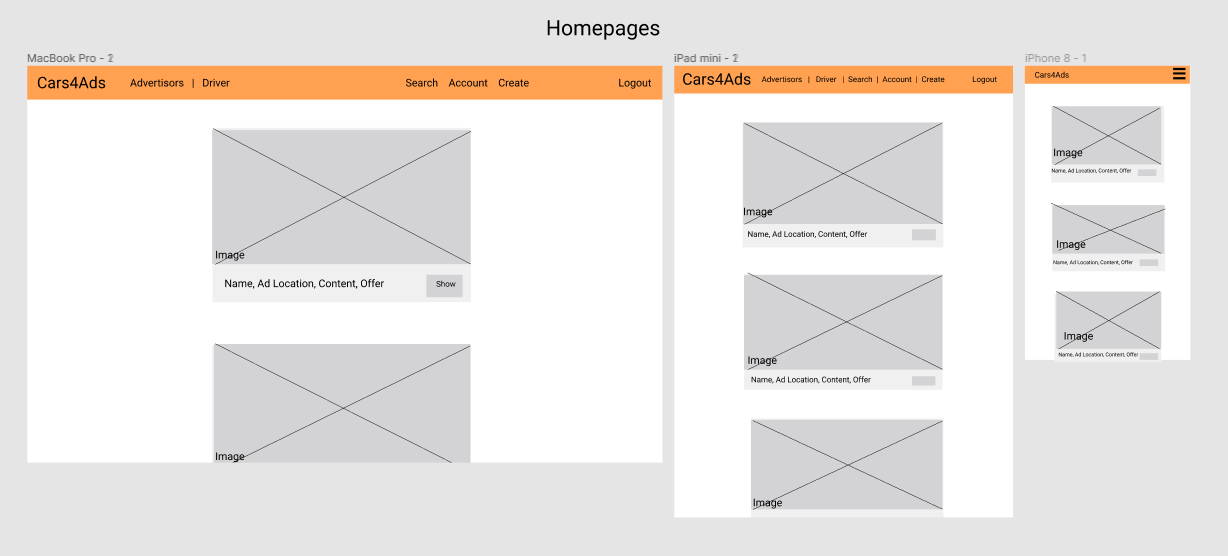 Homepages
MacBook Pro - 2
Cars4Ads Advertisors | Driver Search Account Create Logout
Image
Name, Ad Location, Content, Offer Show
Image
iPad mini - 2
Cars4Ads Advertisors | Driver | Search | Account | Create Logout
Image
Name, Ad Location, Content, Offer
Image
Name, Ad Location, Content, Offer
Image
iPhone 8 - 1
Cars4Ads
Image
Name, Ad Location, Content, Offer
Image
Name, Ad Location, Content, Offer
Image
Name, Ad Location, Content, Offer